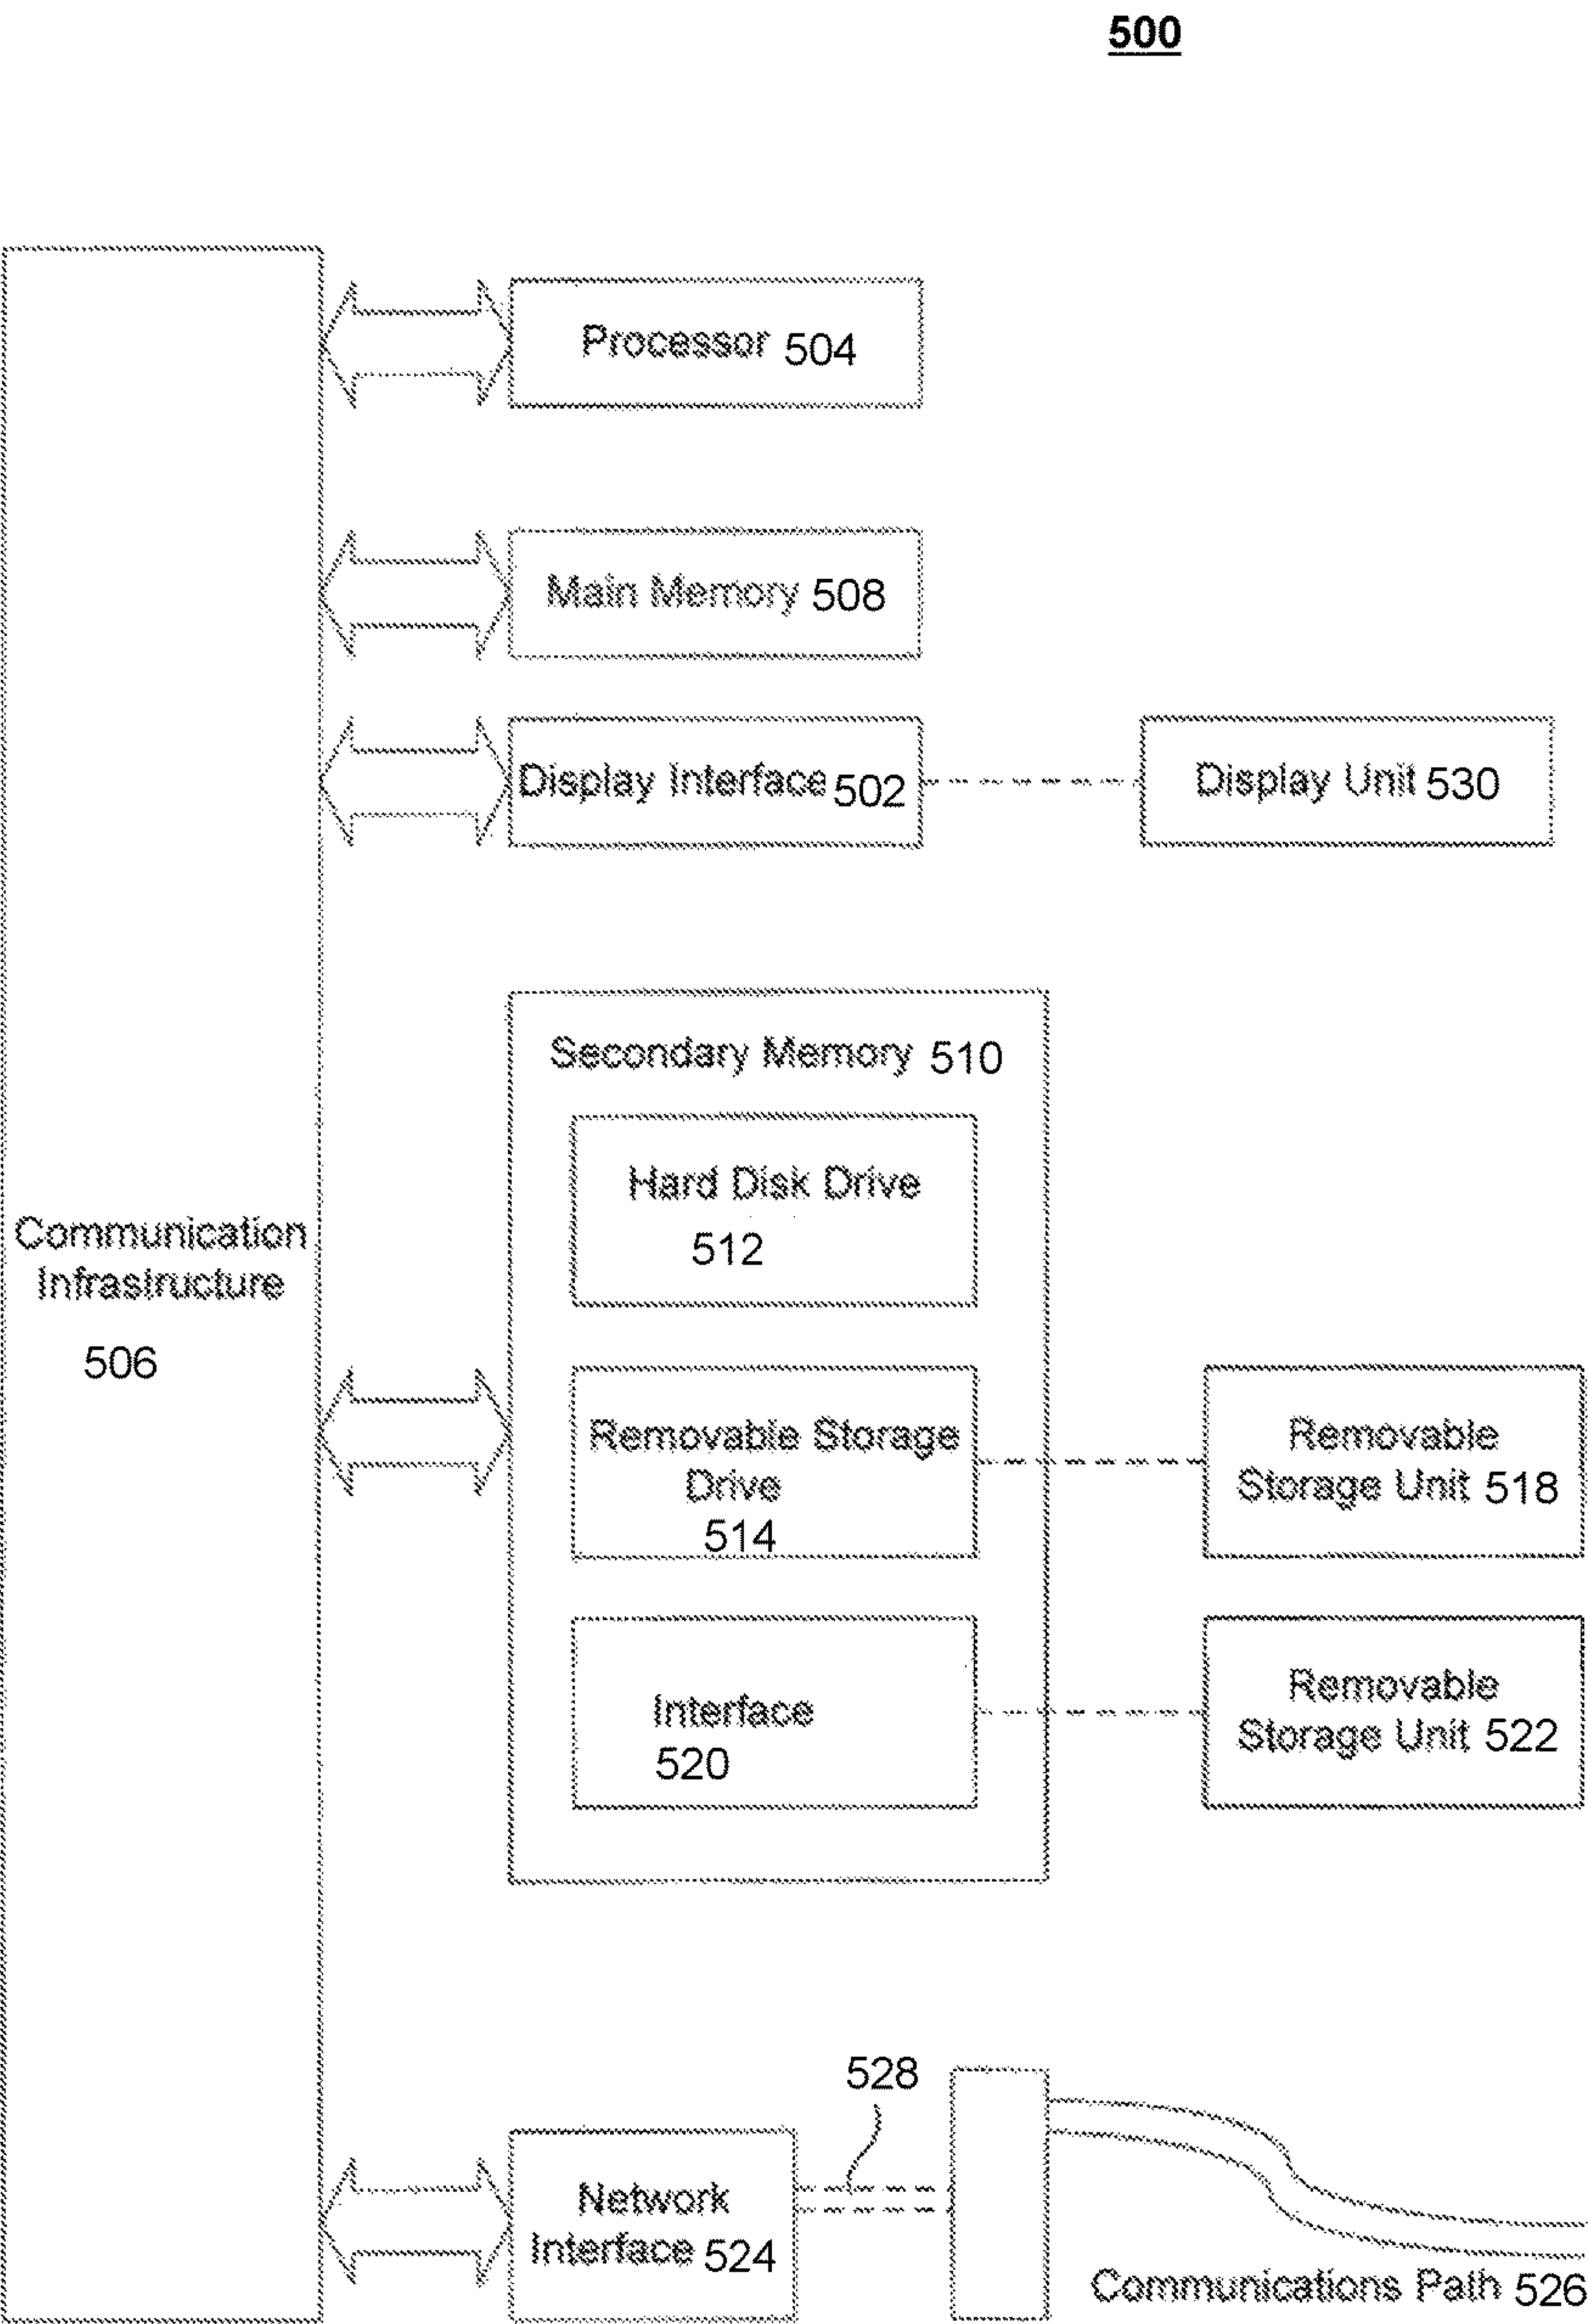 500
Processor 504
Main Memory 508
Display Interface 502
Display Unit 530
Secondary Memory 510
Hard Disk Drive
512
Communication
Infrastructure
506
Removable Storage
Drive
514
Removable
Storage Unit 518
Interface
520
Removable
Storage Unit 522
528
Network
Interface 524
Communications Path 526